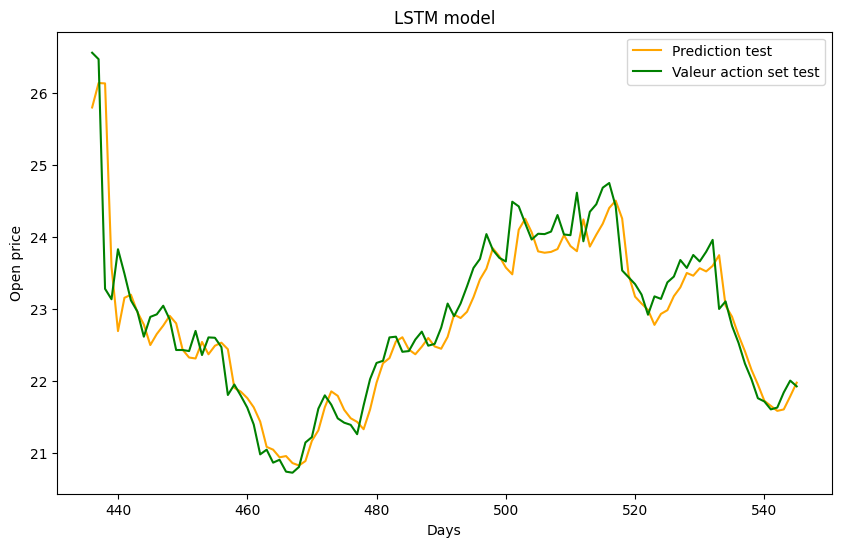 LSTM model
Prediction test
Valeur action set test
Open price
26
25
24
23
22
21
440
460
480
500
520
540
Days